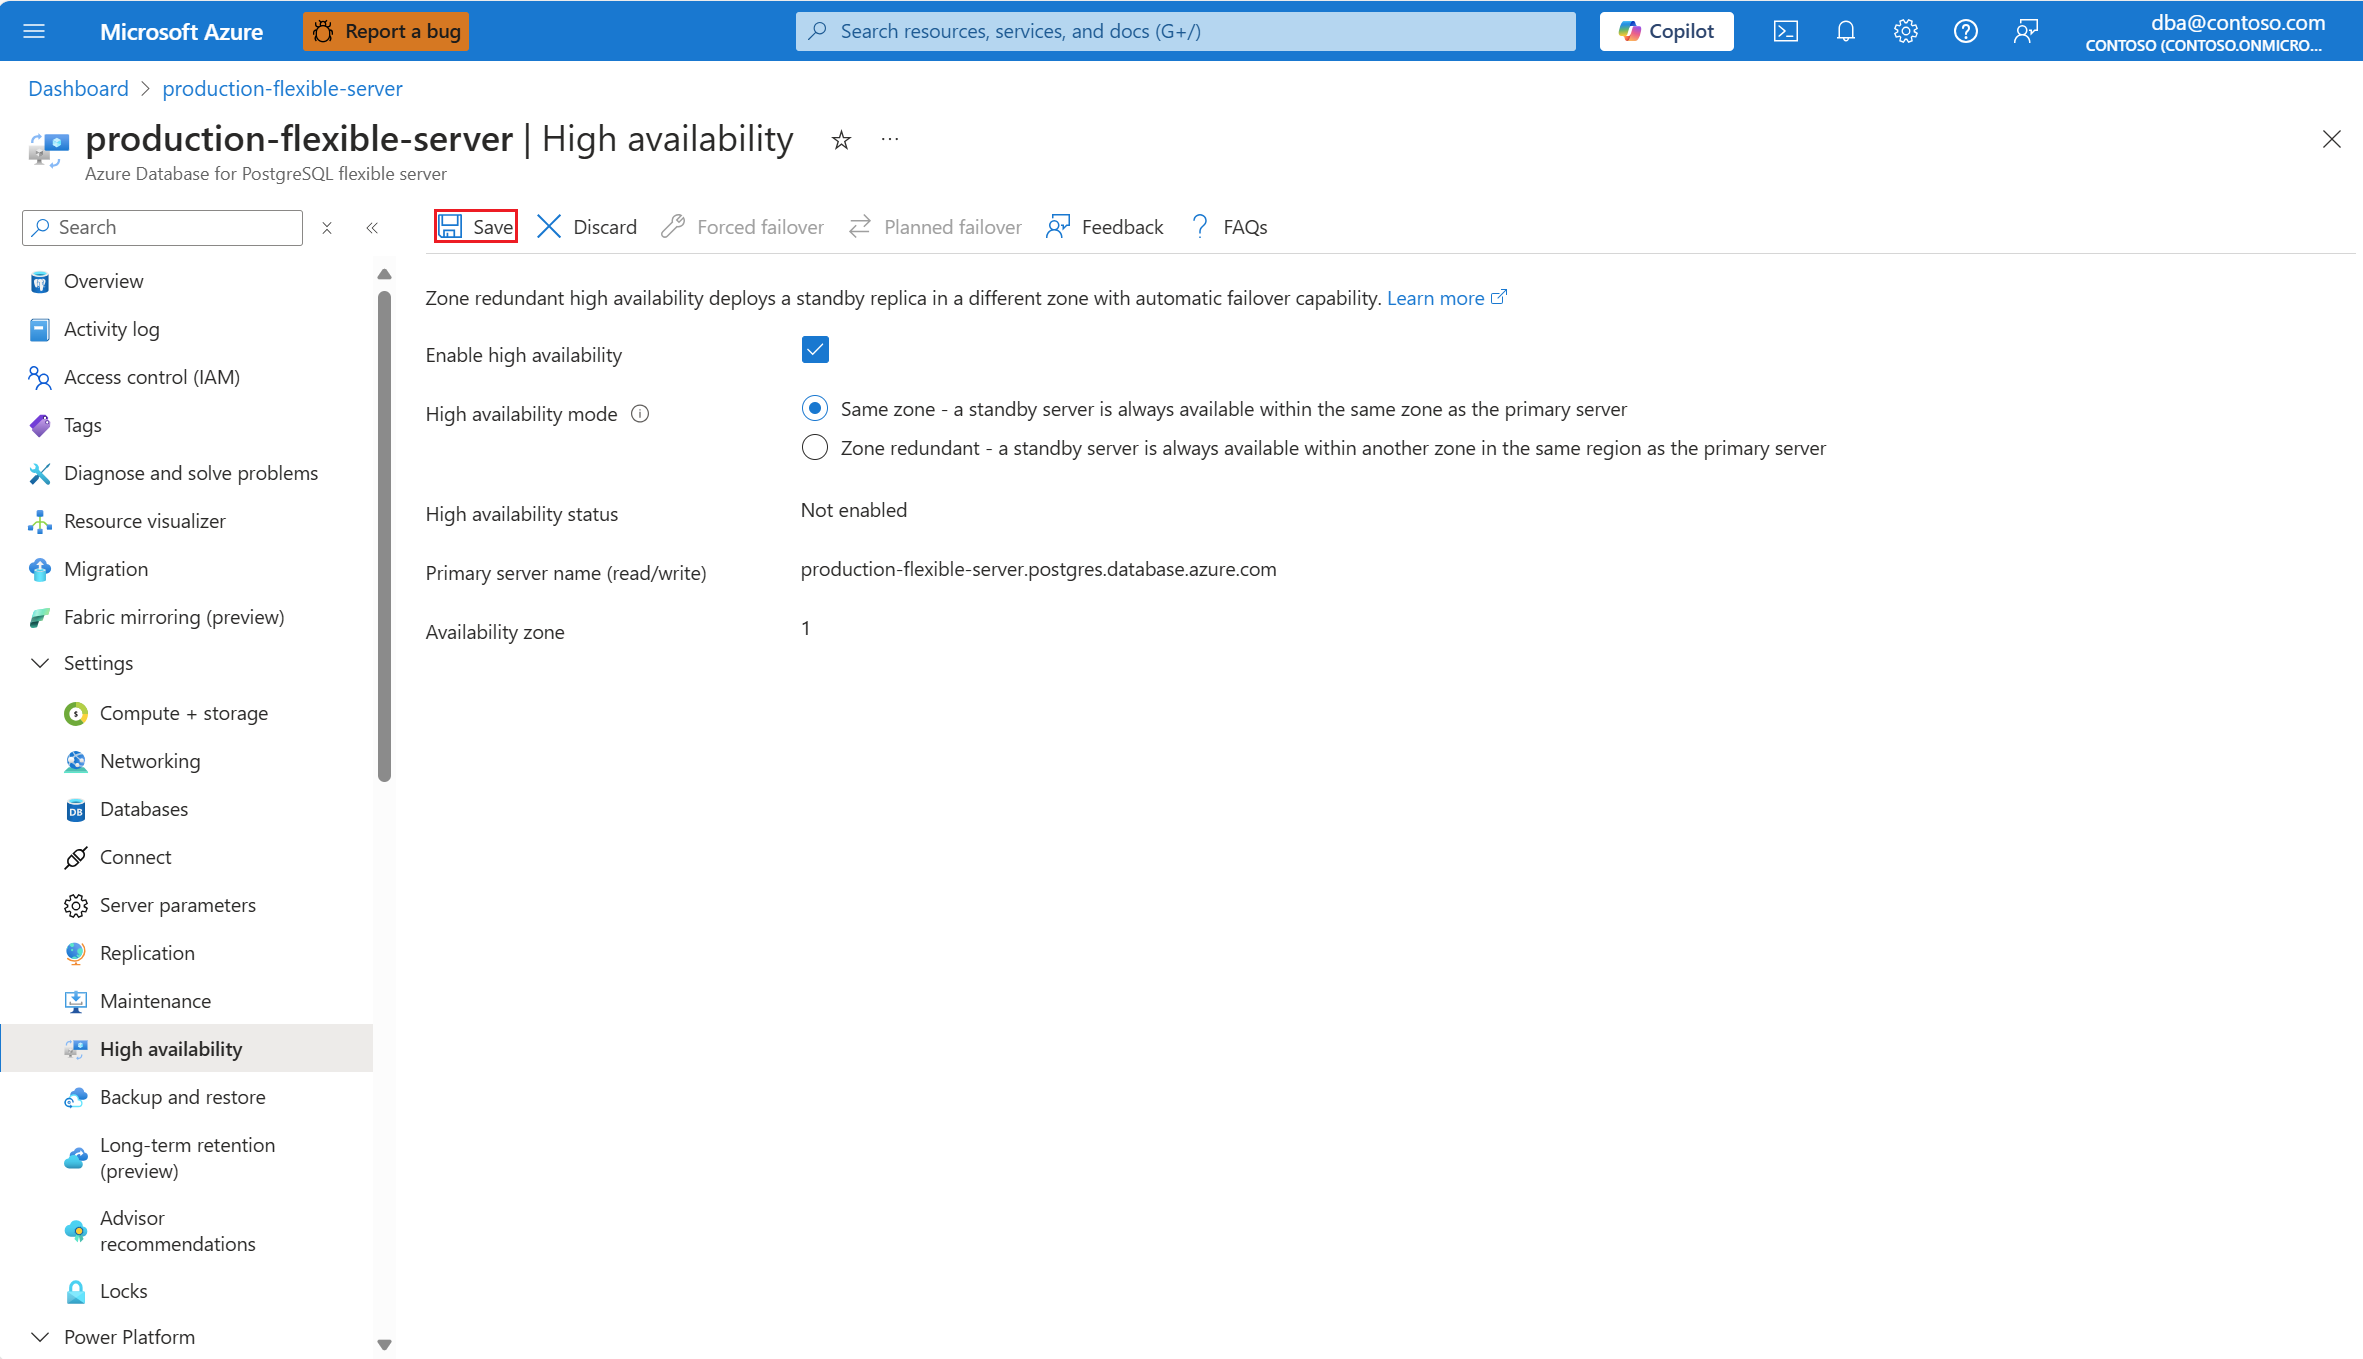 Microsoft Azure
Report a bug
Search resources, services, and docs (G+/)
Copilot
dba@contoso.com
CONTOSO (CONTOSO.ONMICRO...
Dashboard > production-flexible-server
production-flexible-server | High availability
Azure Database for PostgreSQL flexible server
Search
Save
Discard
Forced failover
Planned failover
Feedback
FAQs
Overview
Activity log
Access control (IAM)
Tags
Diagnose and solve problems
Resource visualizer
Migration
Fabric mirroring (preview)
Settings
Compute + storage
Networking
Databases
Connect
Server parameters
Replication
Maintenance
High availability
Backup and restore
Long-term retention
(preview)
Advisor
recommendations
Locks
Power Platform
Zone redundant high availability deploys a standby replica in a different zone with automatic failover capability. Learn more
Enable high availability
High availability mode
Same zone - a standby server is always available within the same zone as the primary server
Zone redundant - a standby server is always available within another zone in the same region as the primary server
High availability status
Not enabled
Primary server name (read/write)
production-flexible-server.postgres.database.azure.com
Availability zone
1